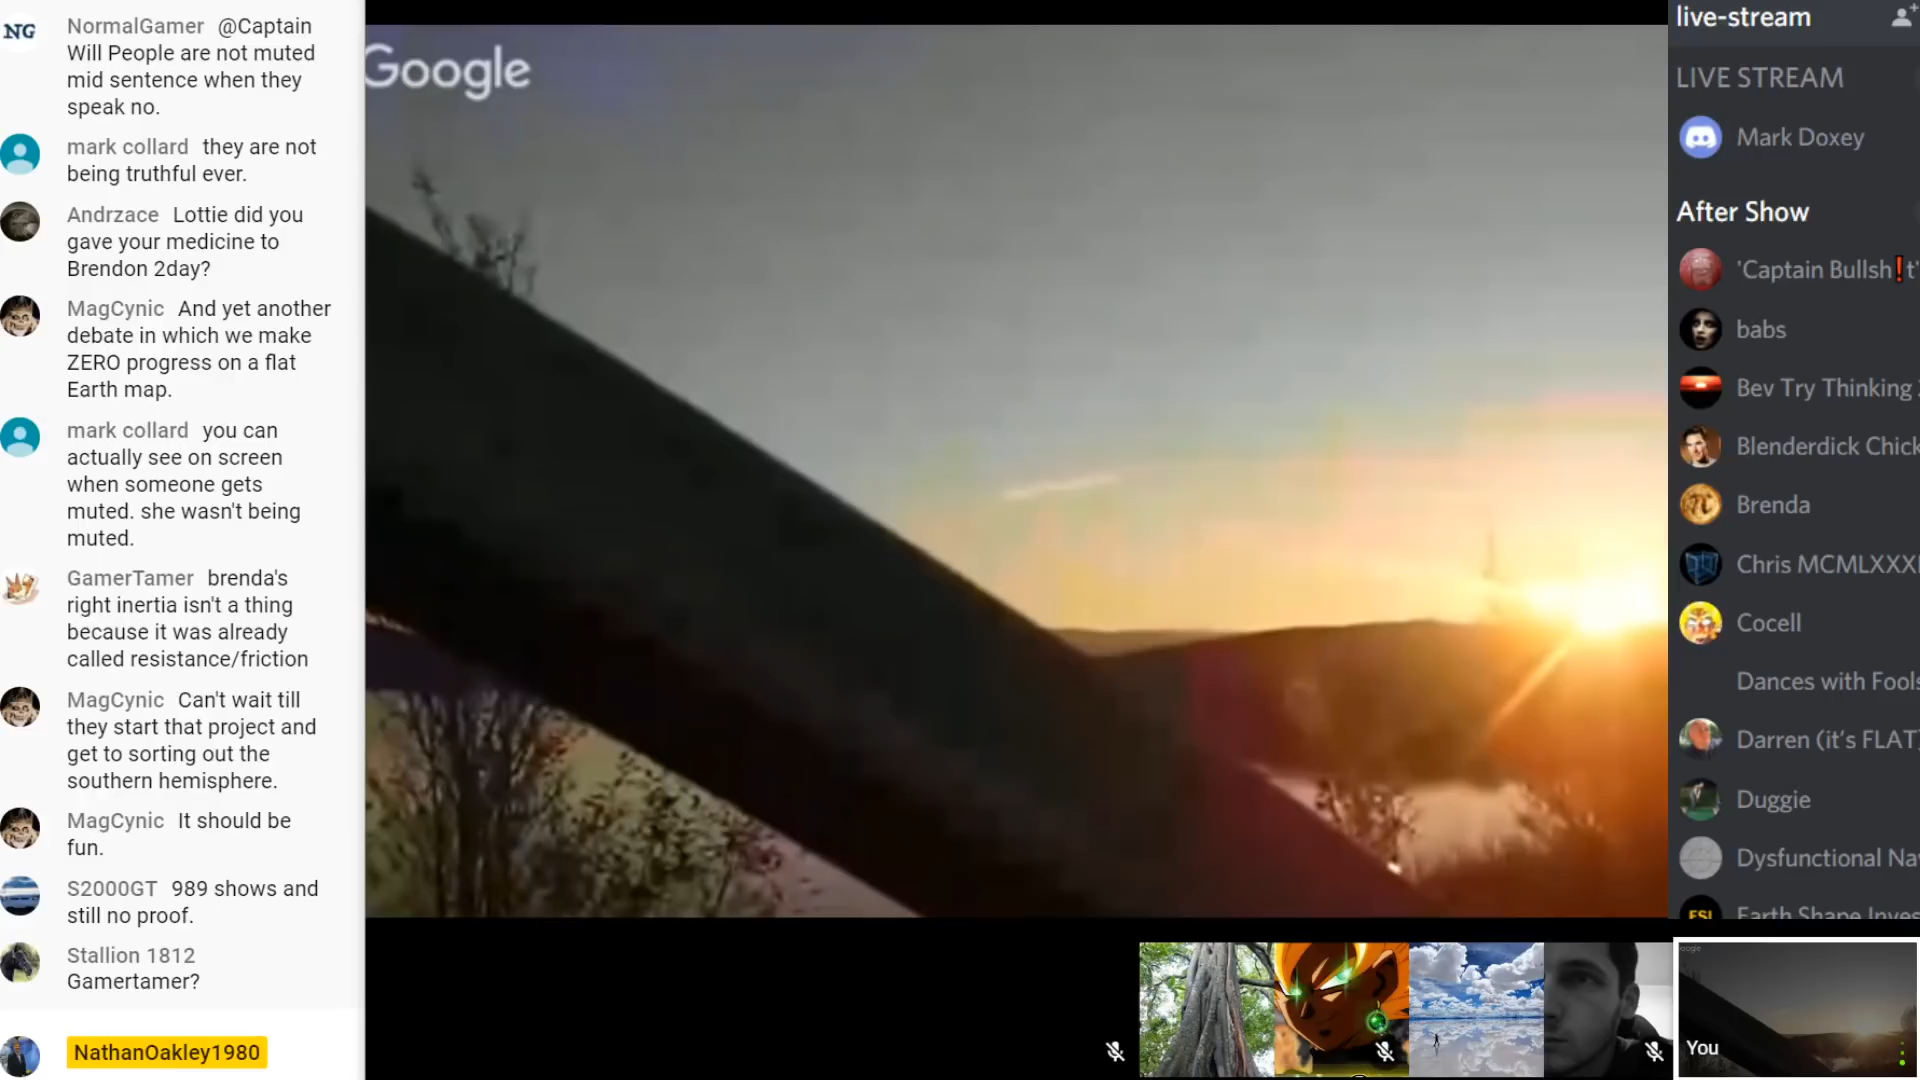 NormalGamer @Captain
Will People are not muted
mid sentence when they
speak no.
mark collard they are not
being truthful ever.
Andrzace Lottie did you
gave your medicine to
Brendon 2day?
MagCynic And yet another
debate in which we make
ZERO progress on a flat
Earth map.
mark collard you can
actually see on screen
when someone gets
muted. she wasn't being
muted.
GamerTamer brenda's
right inertia isn't a thing
because it was already
called resistance/friction
MagCynic Can't wait till
they start that project and
get to sorting out the
southern hemisphere.
MagCynic It should be
fun.
S2000GT 989 shows and
still no proof.
Stallion 1812
Gamertamer?
NathanOakley1980
NG
Google
live-stream
LIVE STREAM
Mark Doxey
After Show
'Captain Bullsh❗t'
babs
Bev Try Thinking
Blenderdick Chick
Brenda
Chris MCMLXXX
Cocell
Dances with Fools
Darren (it's FLAT)
Duggie
Dysfunctional Na
Earth Shape Inves
You